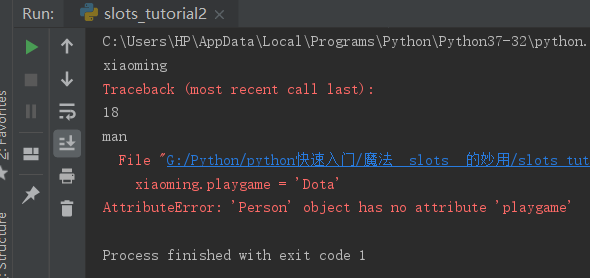 Run: slots_tutorial2 ×
C:\Users\HP\AppData\Local\Programs\Python\Python37-32\python.
xiaoming
Traceback (most recent call last):
18
man
File "G:/Python/python快速入门/魔法__slots__的妙用/slots_tut
xiaoming.playgame = 'Dota'
AttributeError: 'Person' object has no attribute 'playgame'
Process finished with exit code 1
2: Favorites
Structure